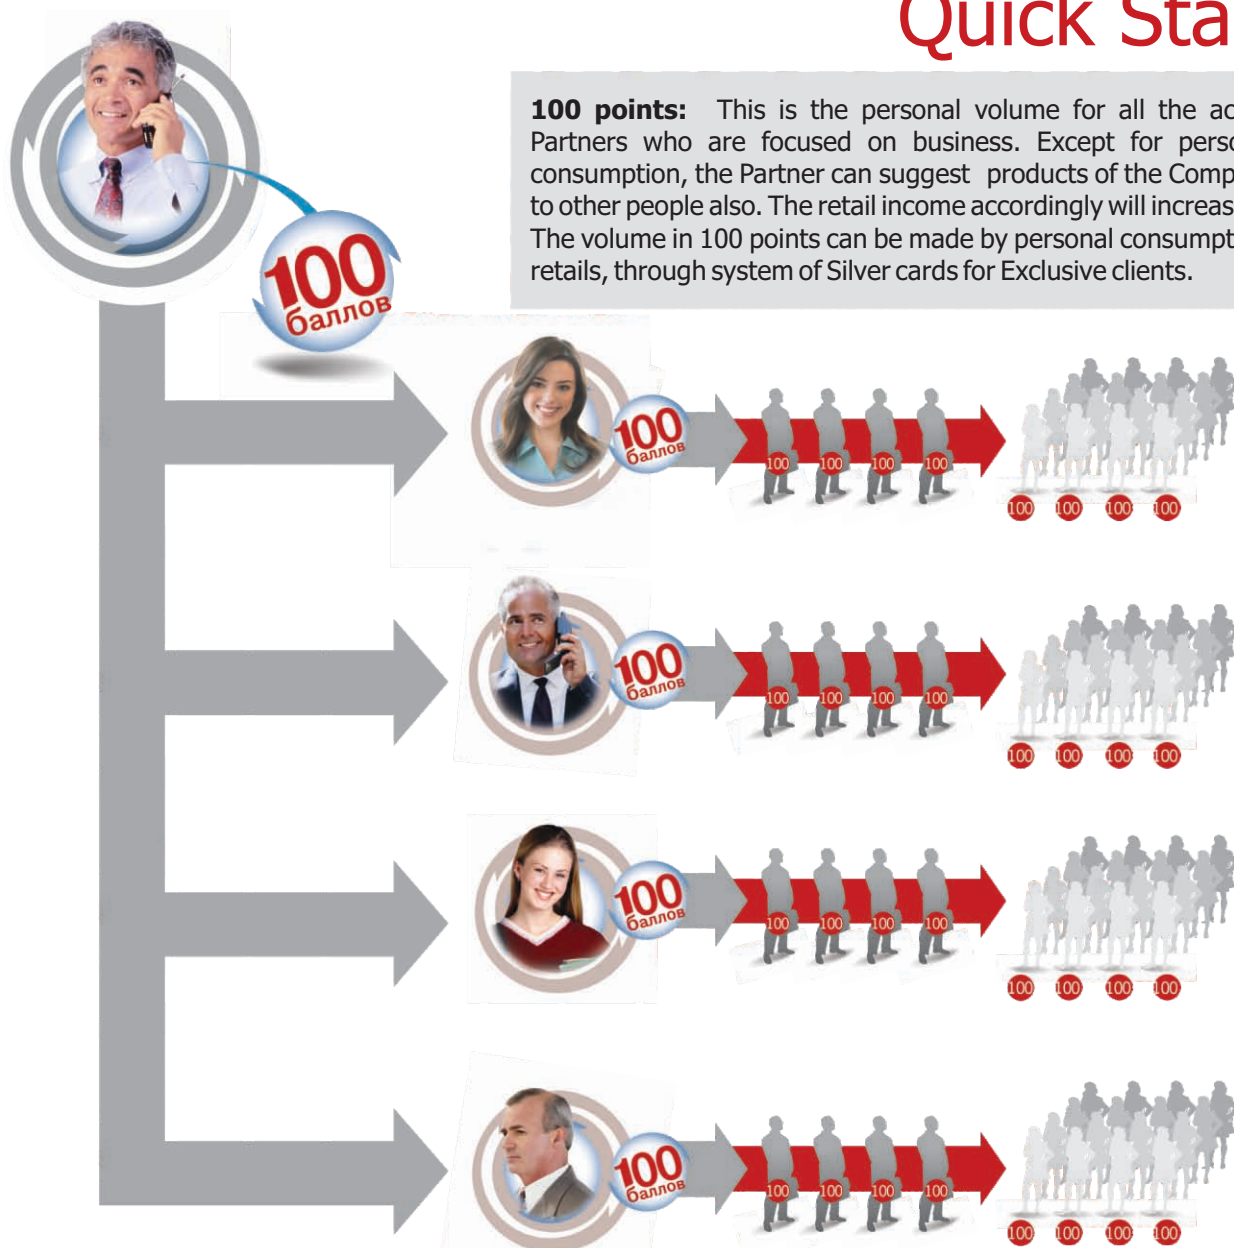 Quick Sta
100 points: This is the personal volume for all the ac
Partners who are focused on business. Except for perso
consumption, the Partner can suggest products of the Comp
to other people also. The retail income accordingly will increas
The volume in 100 points can be made by personal consumpt
retails, through system of Silver cards for Exclusive clients.
100
баллов
100
баллов
100 100 100 100
100 100 100 100
100
баллов
100 100 100 100
100 100 100 100
100
баллов
100 100 100 100
100 100 100 100
100
баллов
100 100 100 100
100 100 100 100